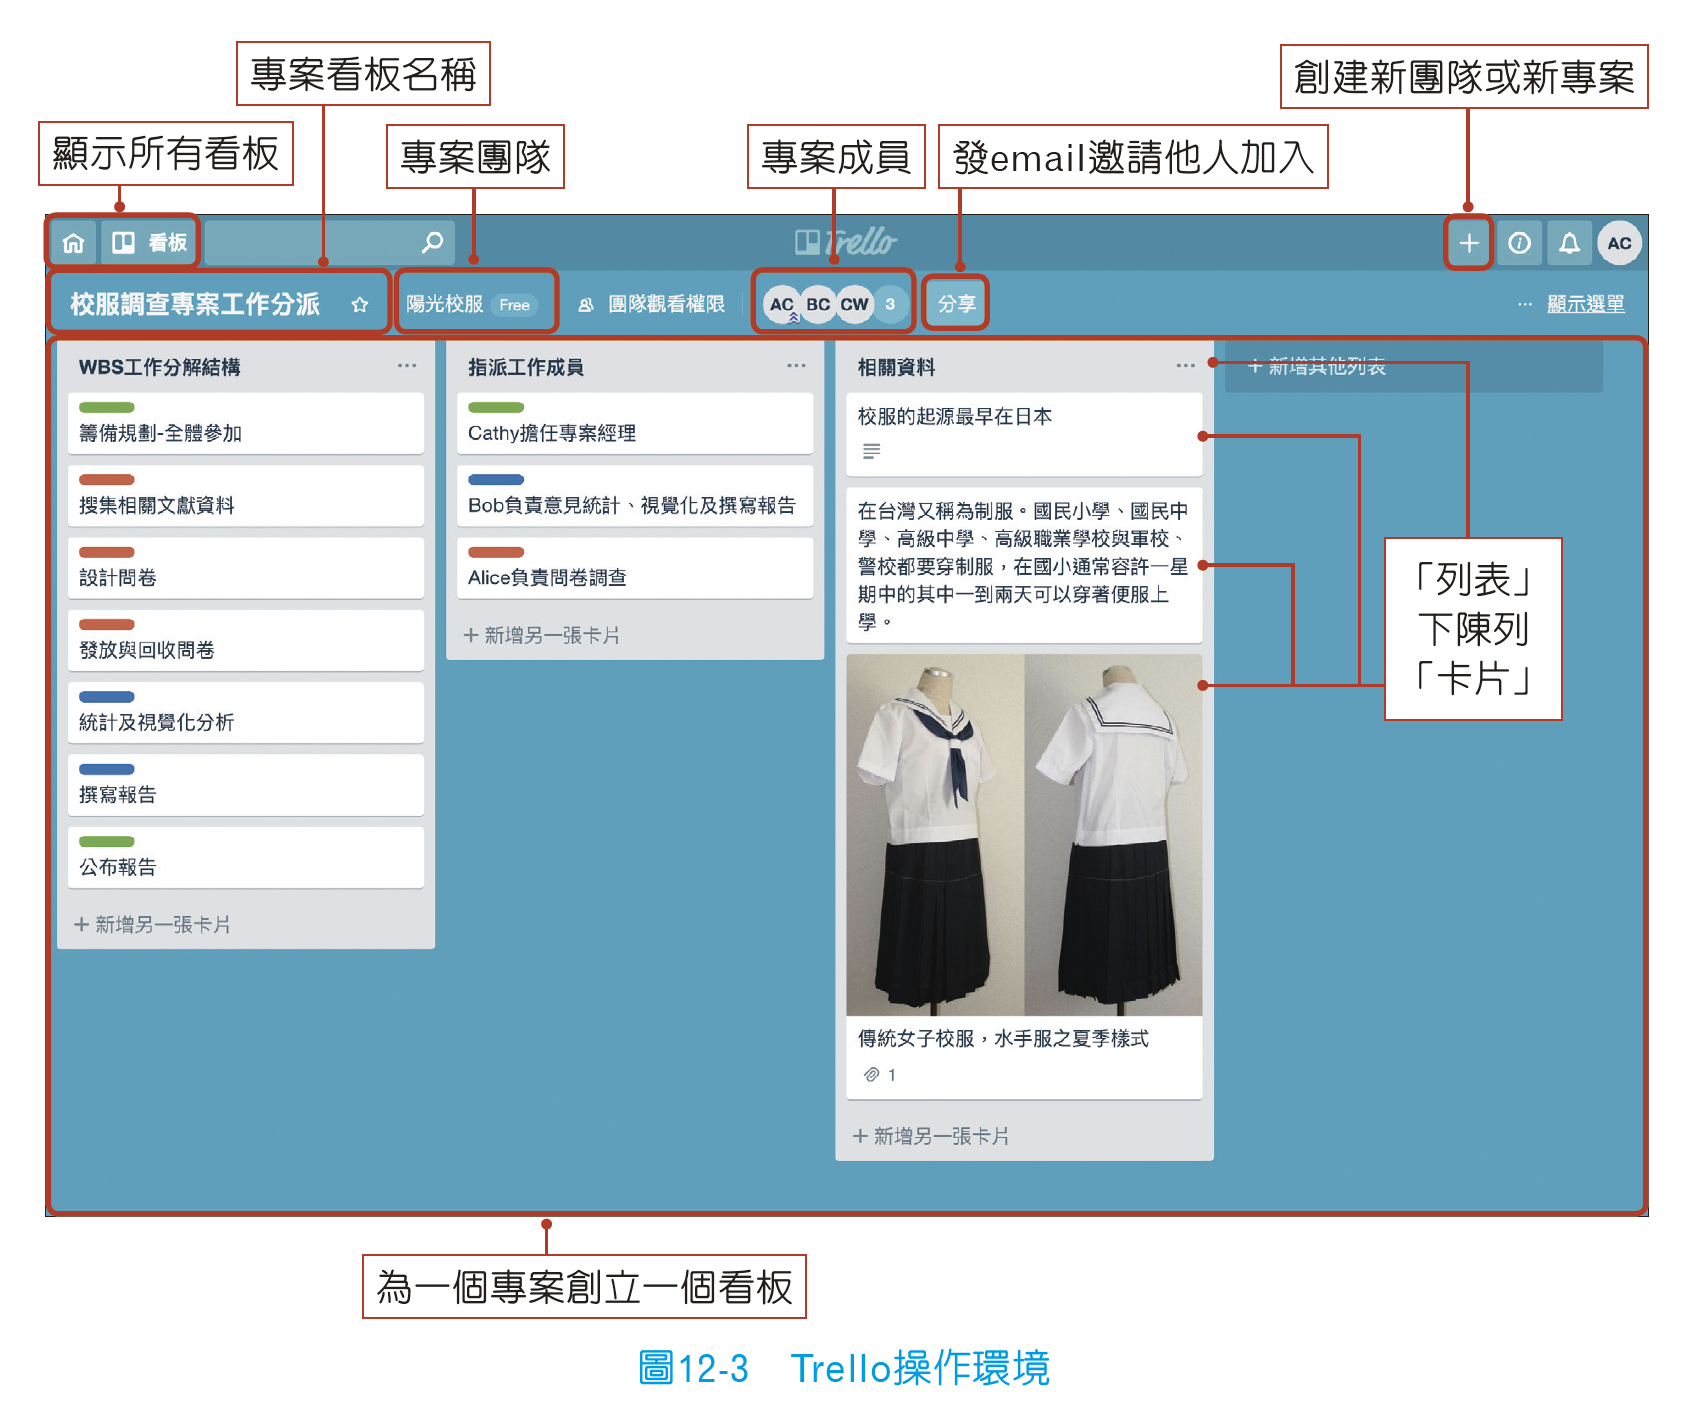 專案看板名稱
創建新團隊或新專案
顯示所有看板
專案團隊
專案成員
發email邀請他人加入
看板
Trello
AC
校服調查專案工作分派
陽光校服 Free
團隊觀看權限
AC BC CW 3
分享
... 顯示選單
WBS工作分解結構 ...
籌備規劃-全體參加
搜集相關文獻資料
設計問卷
發放與回收問卷
統計及視覺化分析
撰寫報告
公布報告
+ 新增另一張卡片
指派工作成員 ...
Cathy擔任專案經理
Bob負責意見統計、視覺化及撰寫報告
Alice負責問卷調查
+ 新增另一張卡片
相關資料 ...
校服的起源最早在日本
在台灣又稱為制服。國民小學、國民中
學、高級中學、高級職業學校與軍校、
警校都要穿制服，在國小通常容許一星
期中的其中一到兩天可以穿著便服上
學。
傳統女子校服，水手服之夏季樣式
1
+ 新增另一張卡片
+ 新增其他列表
「列表」
下陳列
「卡片」
為一個專案創立一個看板
圖12-3 Trello操作環境